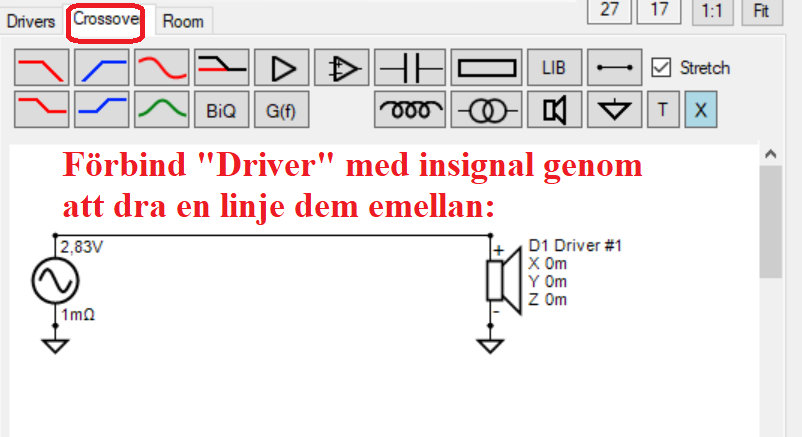 27 17 1:1 Fit
Drivers Crossover Room
LIB Stretch
BiQ G(f) T X
Förbind "Driver" med insignal genom
att dra en linje dem emellan:
2,83V + D1 Driver #1
X 0m
Y 0m
Z 0m
1mΩ -